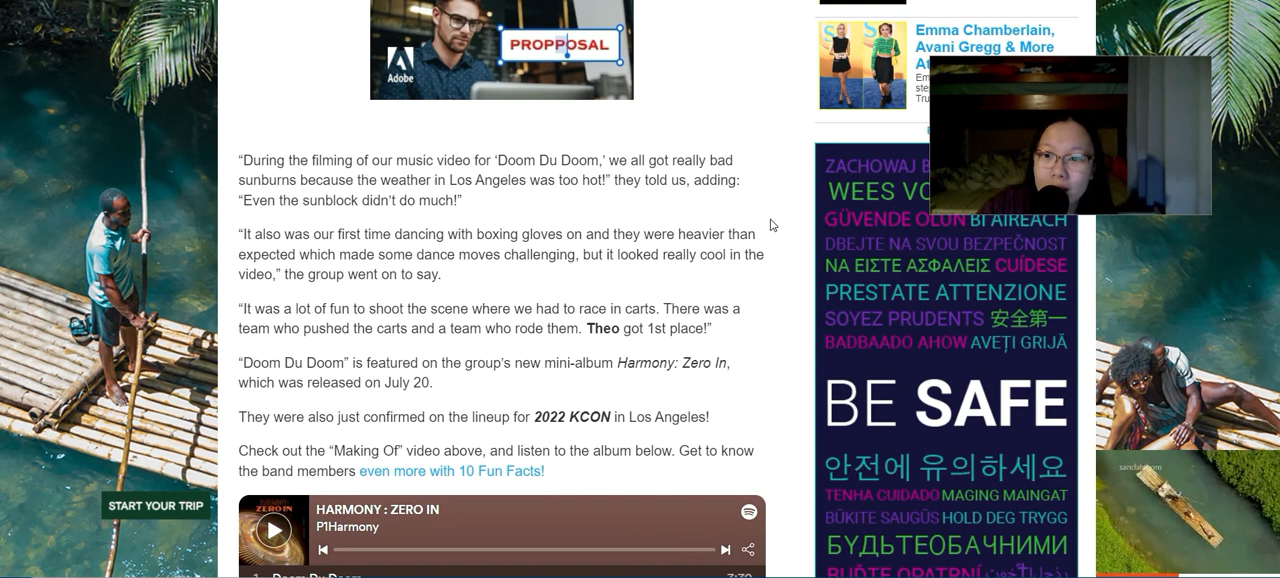 PROPPOSAL
Adobe
“During the filming of our music video for ‘Doom Du Doom,’ we all got really bad
sunburns because the weather in Los Angeles was too hot!” they told us, adding:
“Even the sunblock didn’t do much!”
“It also was our first time dancing with boxing gloves on and they were heavier than
expected which made some dance moves challenging, but it looked really cool in the
video,” the group went on to say.
“It was a lot of fun to shoot the scene where we had to race in carts. There was a
team who pushed the carts and a team who rode them. Theo got 1st place!”
“Doom Du Doom” is featured on the group’s new mini-album Harmony: Zero In,
which was released on July 20.
They were also just confirmed on the lineup for 2022 KCON in Los Angeles!
Check out the “Making Of” video above, and listen to the album below. Get to know
the band members even more with 10 Fun Facts!
HARMONY : ZERO IN
P1Harmony
START YOUR TRIP
Emma Chamberlain,
Avani Gregg & More
ZACHOWAJ
WEES
GÜVENDE OLUN BI AIREACH
DBEJTE NA SVOU BEZPEČNOST
ΝΑ ΕΙΣΤΕ ΑΣΦΑΛΕΙΣ CUÍDESE
PRESTATE ATTENZIONE
SOYEZ PRUDENTS 安全第一
BADBAADO AHOW AVEȚI GRIJĂ
BE SAFE
안전에 유의하세요
TENHA CUIDADO MAGING MAINGAT
BŪKITE SAUGŪS HOLD DEG TRYGG
БУДЬТЕ ОБАЧНИМИ